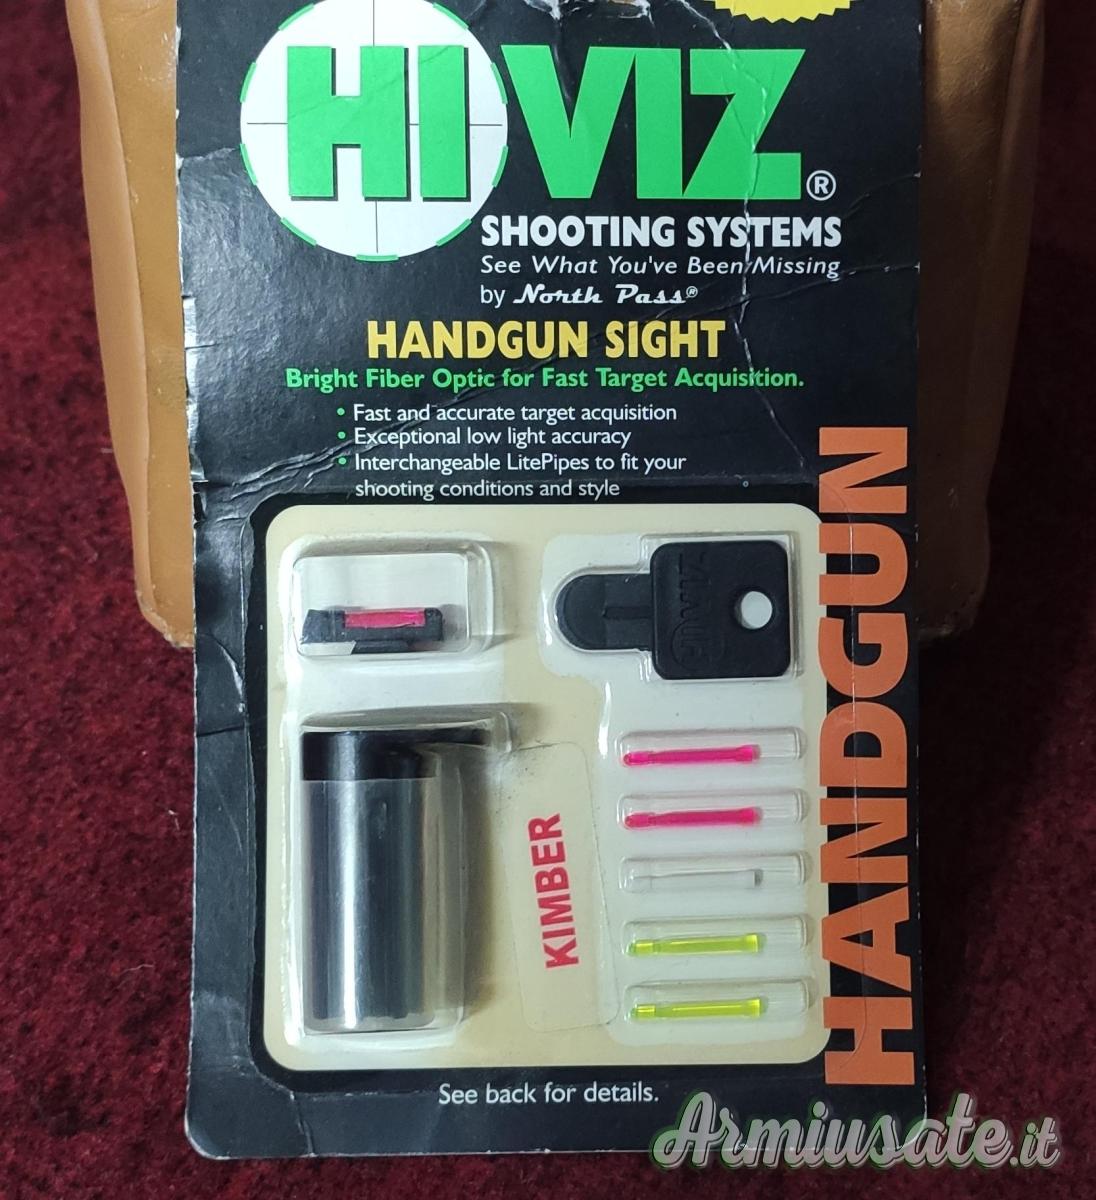 HI VIZ®
SHOOTING SYSTEMS
See What You've Been Missing
by North Pass®
HANDGUN SIGHT
Bright Fiber Optic for Fast Target Acquisition.
• Fast and accurate target acquisition
• Exceptional low light accuracy
• Interchangeable LitePipes to fit your
shooting conditions and style
HANDGUN
HIVIZ
KIMBER
See back for details.
Armiusate.it